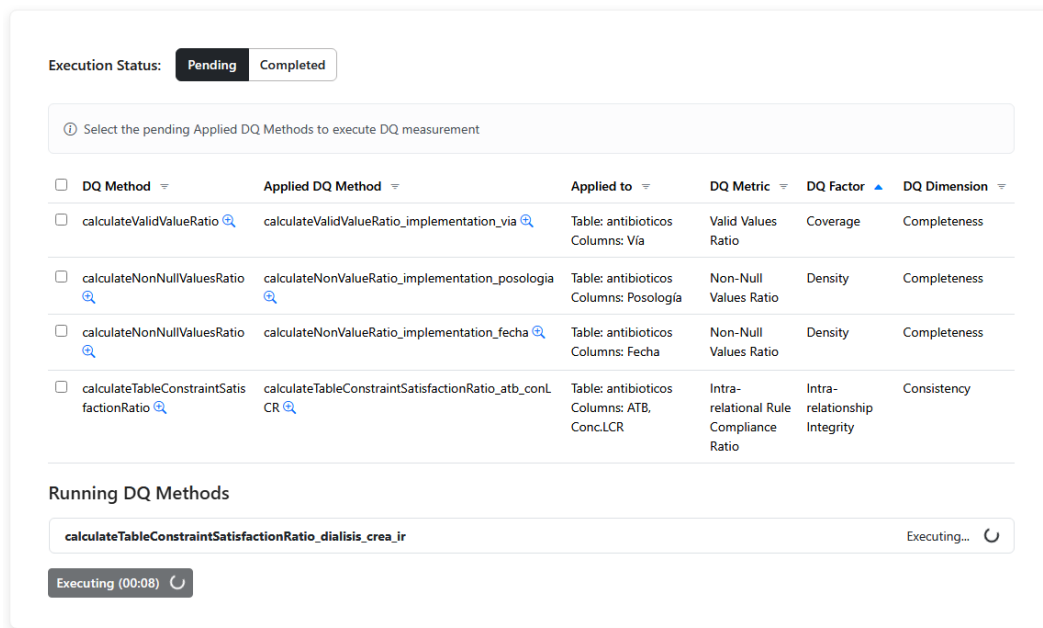 Execution Status: Pending Completed
Select the pending Applied DQ Methods to execute DQ measurement
DQ Method Applied DQ Method Applied to DQ Metric DQ Factor DQ Dimension
calculateValidValueRatio calculateValidValueRatio_implementation_via Table: antibioticos Valid Values Coverage Completeness
Columns: Vía Ratio
calculateNonNullValuesRatio calculateNonValueRatio_implementation_posologia Table: antibioticos Non-Null Density Completeness
Columns: Posología Values Ratio
calculateNonNullValuesRatio calculateNonValueRatio_implementation_fecha Table: antibioticos Non-Null Density Completeness
Columns: Fecha Values Ratio
calculateTableConstraintSatis calculateTableConstraintSatisfactionRatio_atb_conL Table: antibioticos Intra- Intra- Consistency
factionRatio CR Columns: ATB, relational Rule relationship
Conc.LCR Compliance Integrity
Ratio
Running DQ Methods
calculateTableConstraintSatisfactionRatio_dialisis_crea_ir Executing...
Executing (00:08)